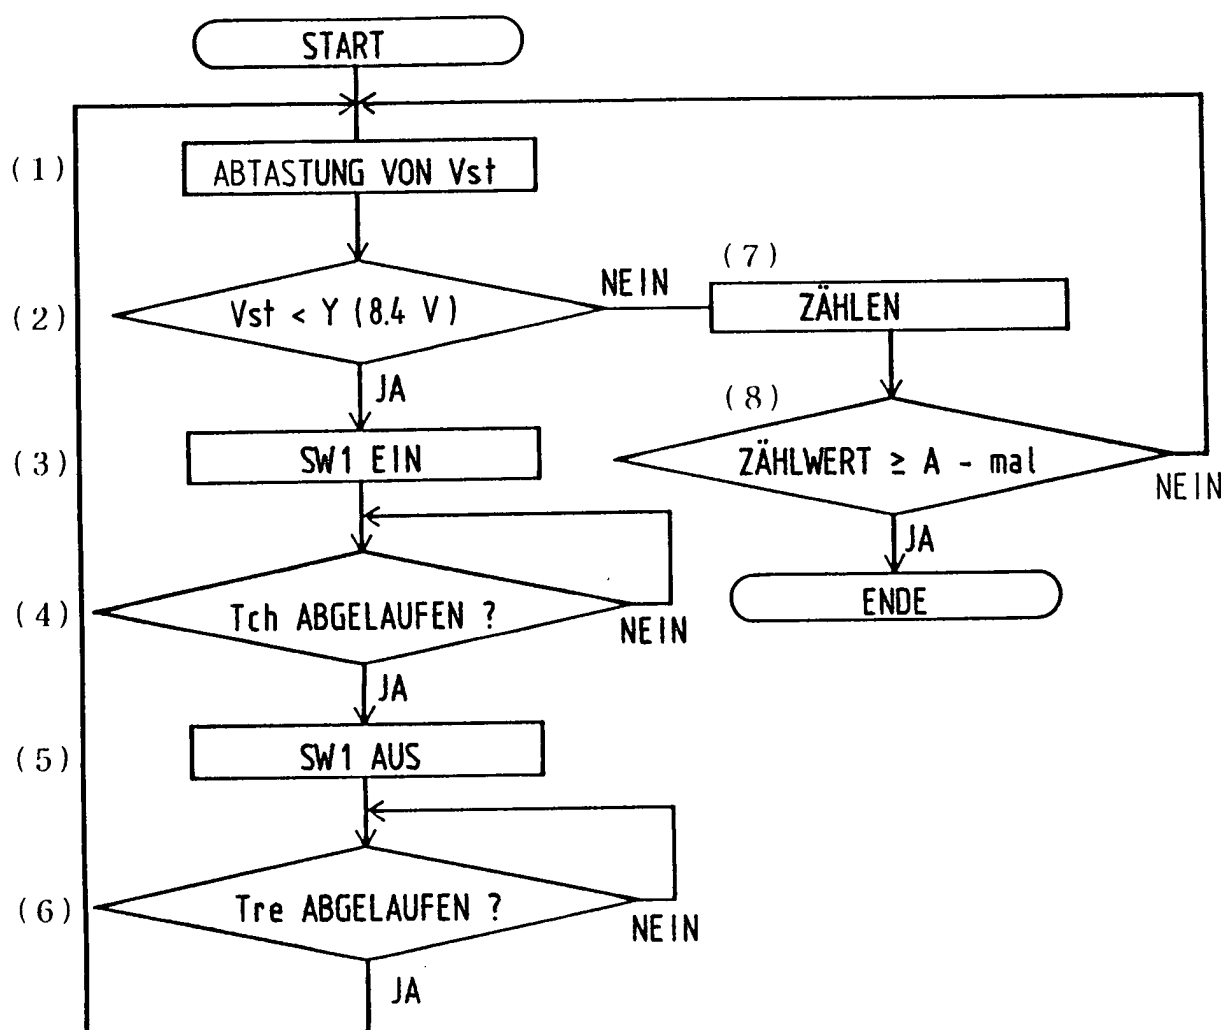 START
(1) ABTASTUNG VON Vst
(2) Vst < Y (8.4 V)
NEIN
(7)
ZÄHLEN
JA
(8)
ZÄHLWERT ≥ A - mal
NEIN
JA
ENDE
(3) SW1 EIN
(4) Tch ABGELAUFEN ?
NEIN
JA
(5) SW1 AUS
(6) Tre ABGELAUFEN ?
NEIN
JA